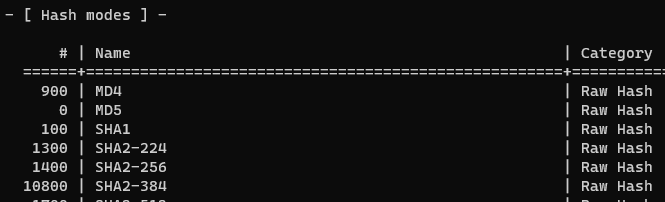 - [ Hash modes ] -
# | Name | Category
======+======================================================+===========
900 | MD4 | Raw Hash
0 | MD5 | Raw Hash
100 | SHA1 | Raw Hash
1300 | SHA2-224 | Raw Hash
1400 | SHA2-256 | Raw Hash
10800 | SHA2-384 | Raw Hash